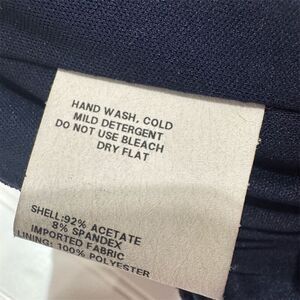 HAND WASH, COLD
MILD DETERGENT
DO NOT USE BLEACH
DRY FLAT
SHELL:92% ACETATE
8% SPANDEX
IMPORTED FABRIC
LINING: 100% POLYESTER